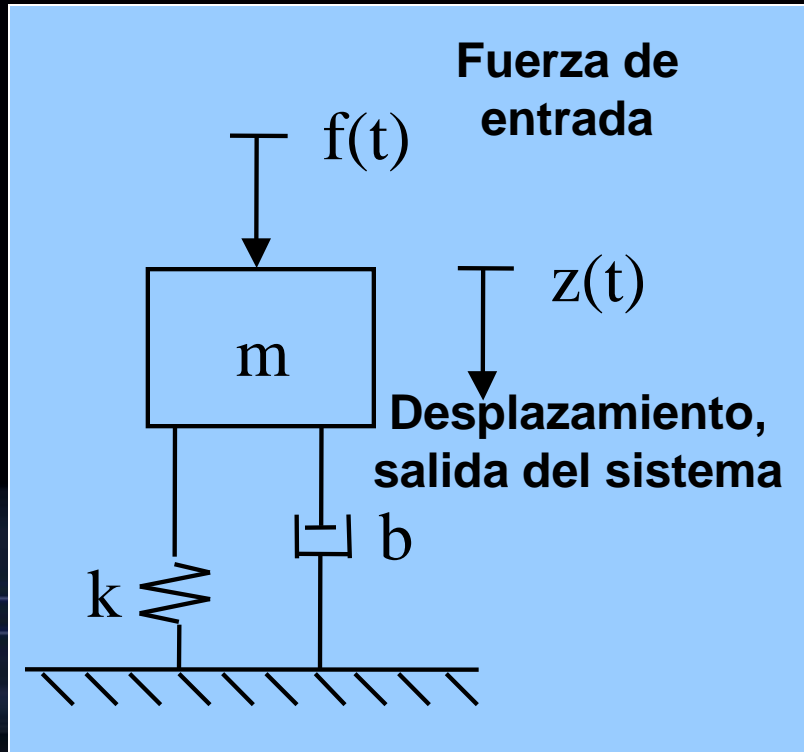 Fuerza de
entrada
f(t)
z(t)
m
Desplazamiento,
salida del sistema
b
k